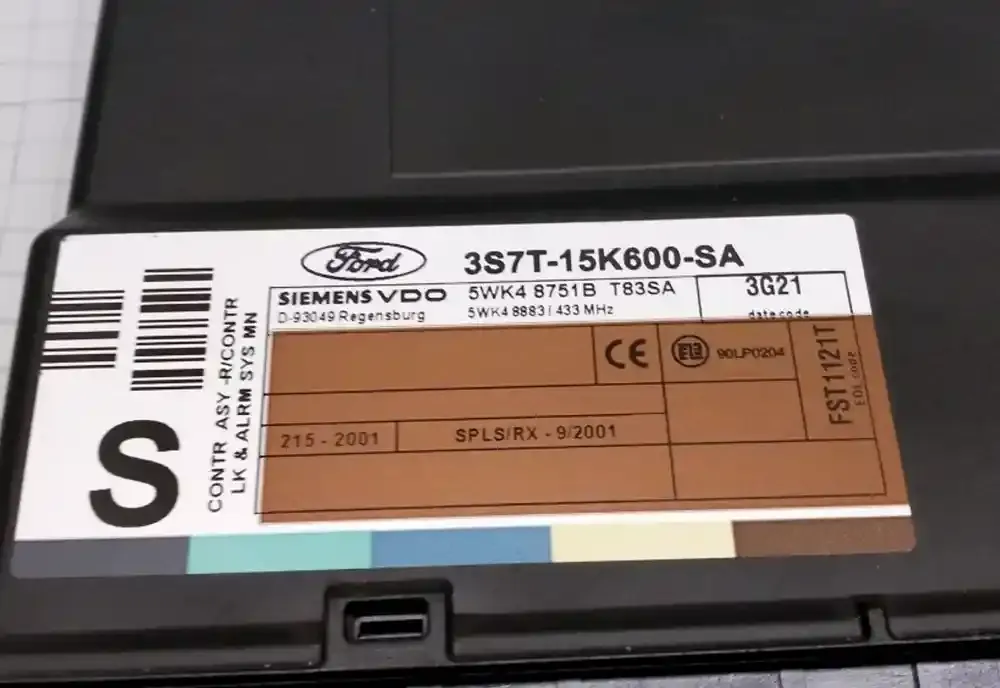 Ford
3S7T-15K600-SA
SIEMENS VDO
5WK4 8751B T83SA
3G21
D-93049 Regensburg
5WK4 8883 / 433 MHz
date code
CE
90LP0204
FST1121T
EOL code
215 - 2001
SPLS/RX - 9/2001
CONTR ASY -R/CONTR
LK & ALRM SYS MN
S